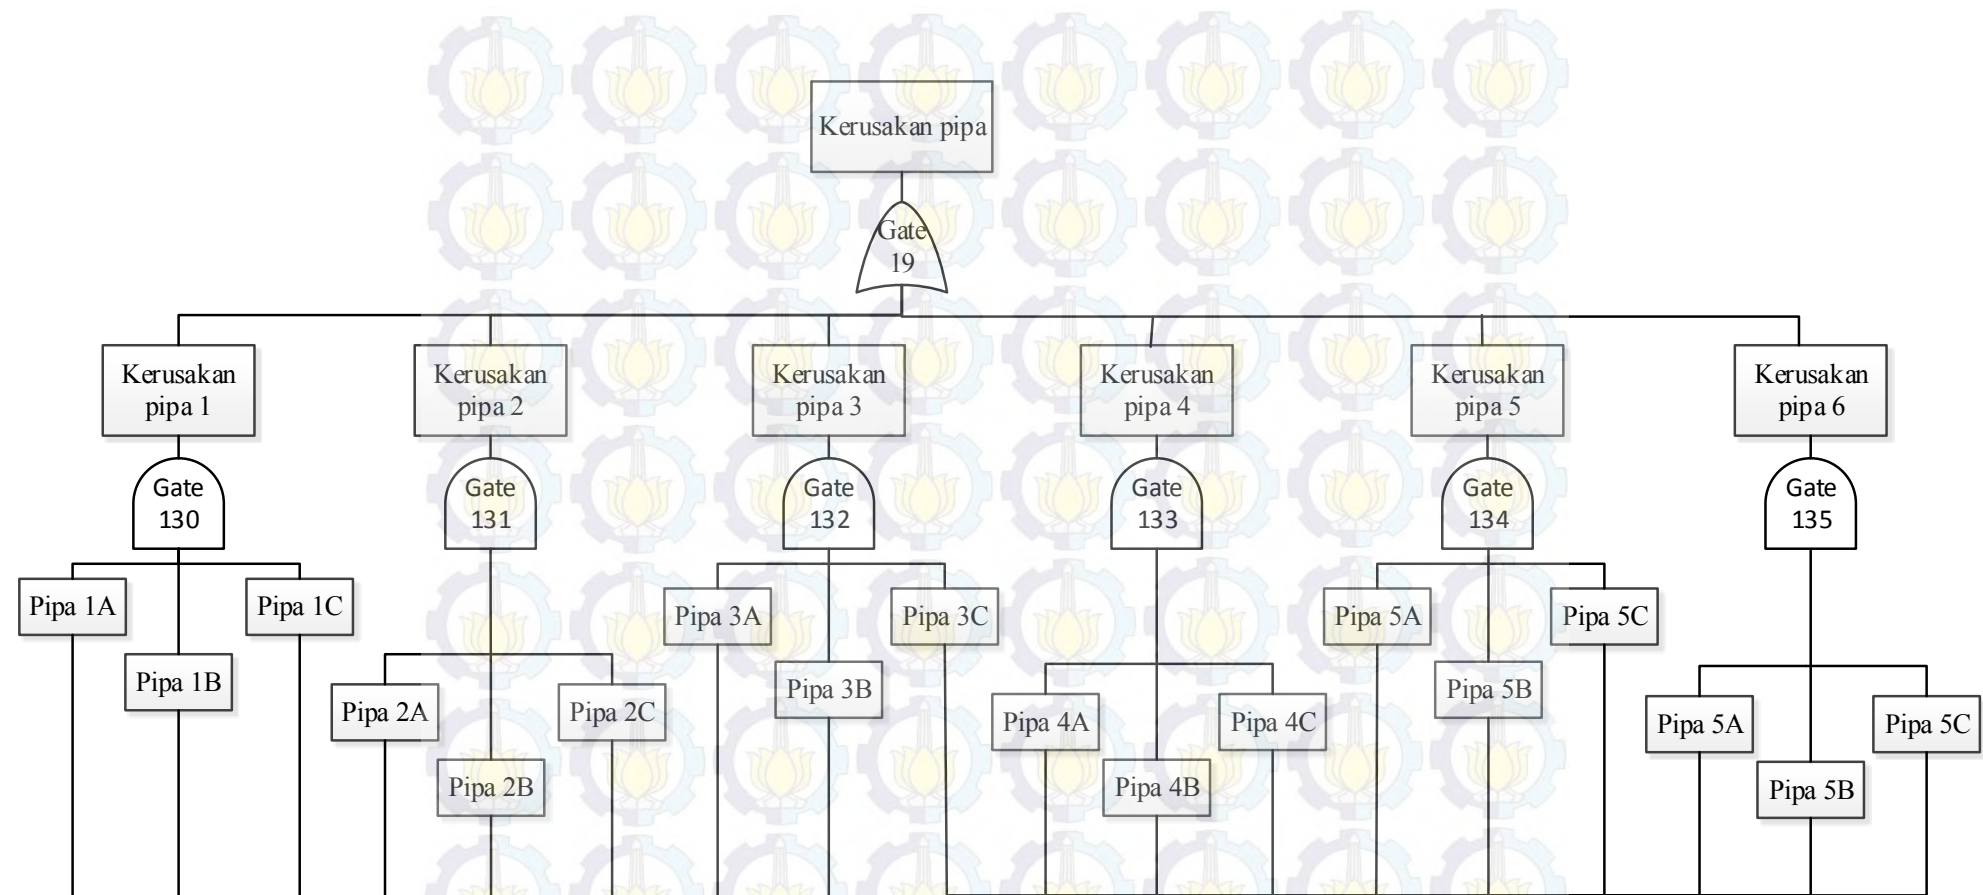 Kerusakan pipa
Gate
19
Kerusakan
pipa 1
Kerusakan
pipa 2
Kerusakan
pipa 3
Kerusakan
pipa 4
Kerusakan
pipa 5
Kerusakan
pipa 6
Gate
130
Gate
131
Gate
132
Gate
133
Gate
134
Gate
135
Pipa 1A
Pipa 1B
Pipa 1C
Pipa 2A
Pipa 2B
Pipa 2C
Pipa 3A
Pipa 3B
Pipa 3C
Pipa 4A
Pipa 4B
Pipa 4C
Pipa 5A
Pipa 5B
Pipa 5C
Pipa 5A
Pipa 5B
Pipa 5C